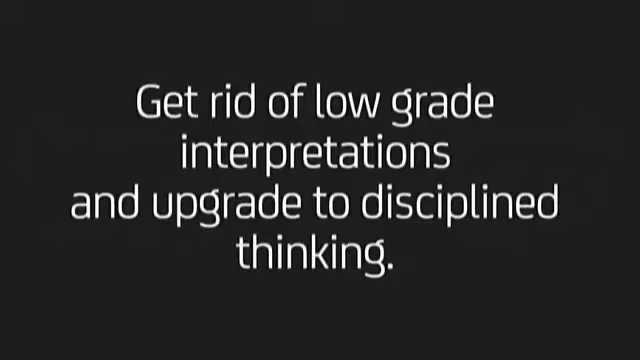 Get rid of low grade
interpretations
and upgrade to disciplined
thinking.